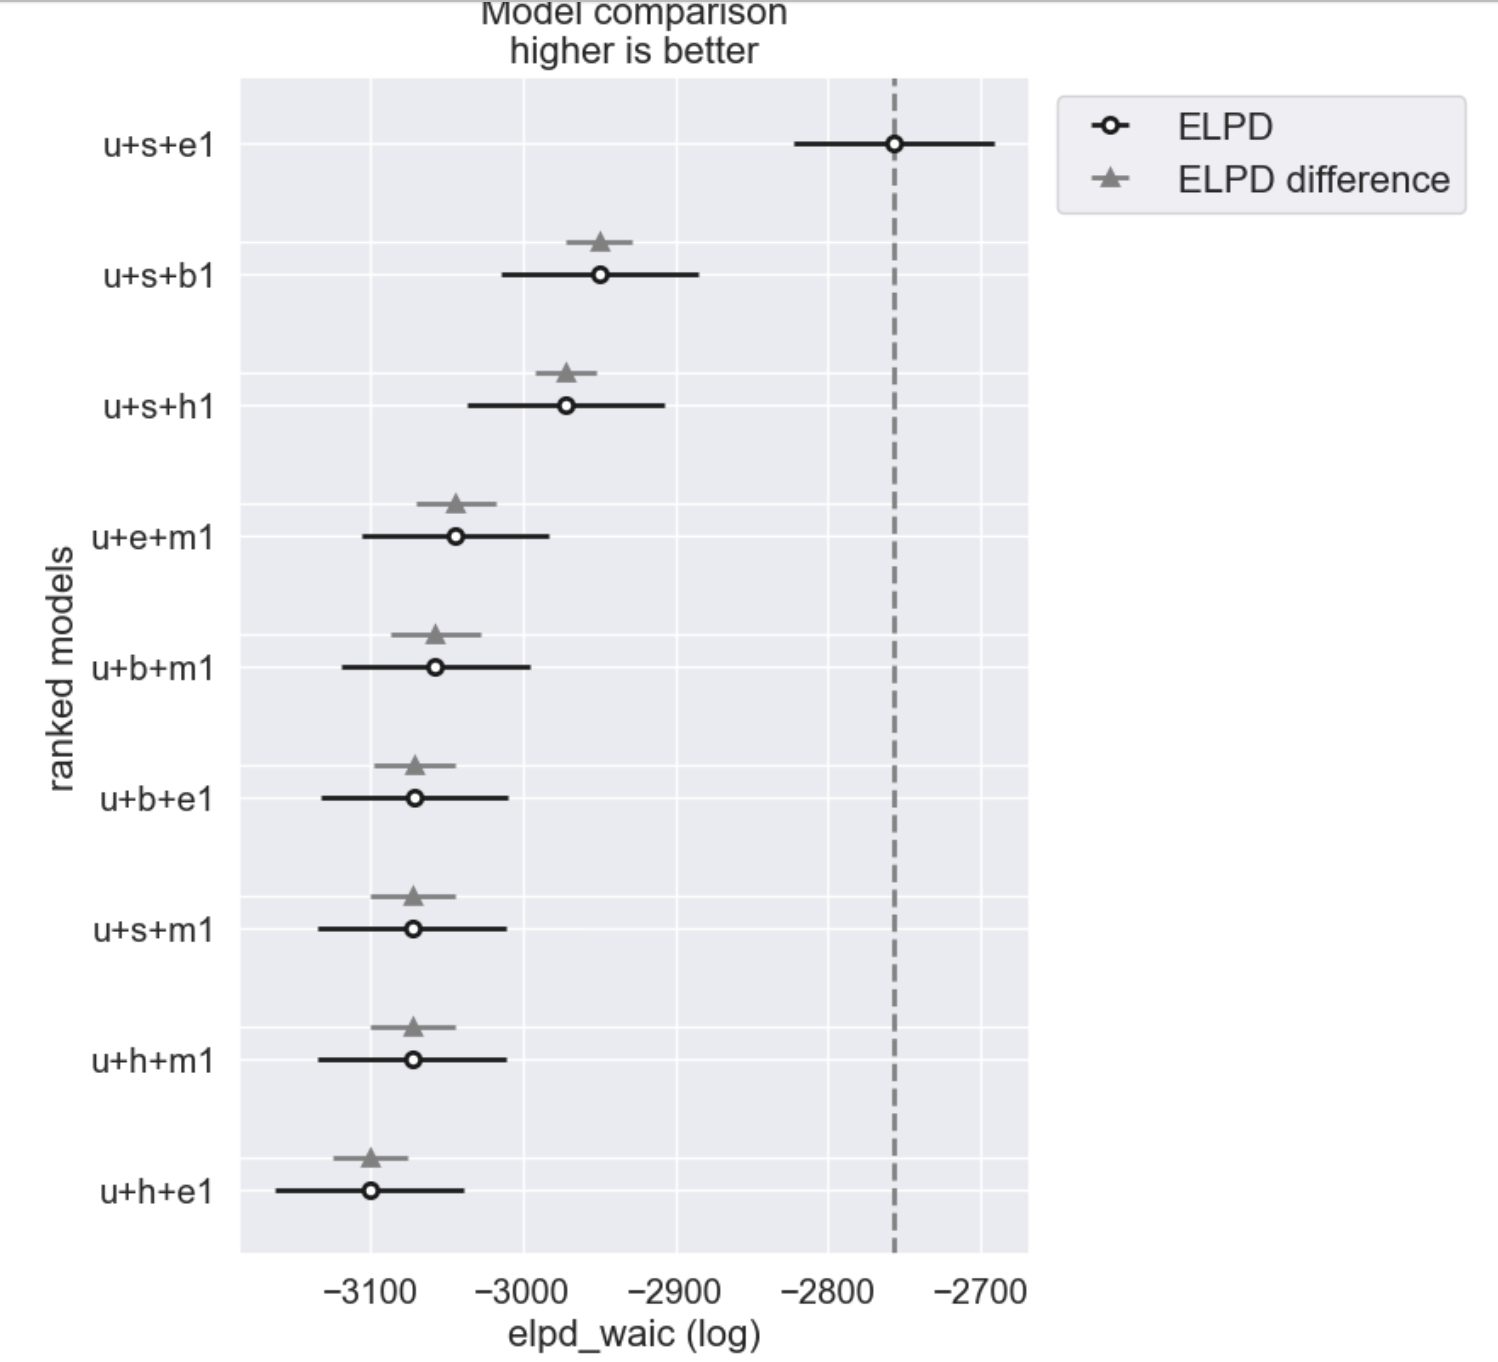 Model comparison
higher is better
ELPD
ELPD difference
ranked models
u+s+e1
u+s+b1
u+s+h1
u+e+m1
u+b+m1
u+b+e1
u+s+m1
u+h+m1
u+h+e1
−3100 −3000 −2900 −2800 −2700
elpd_waic (log)